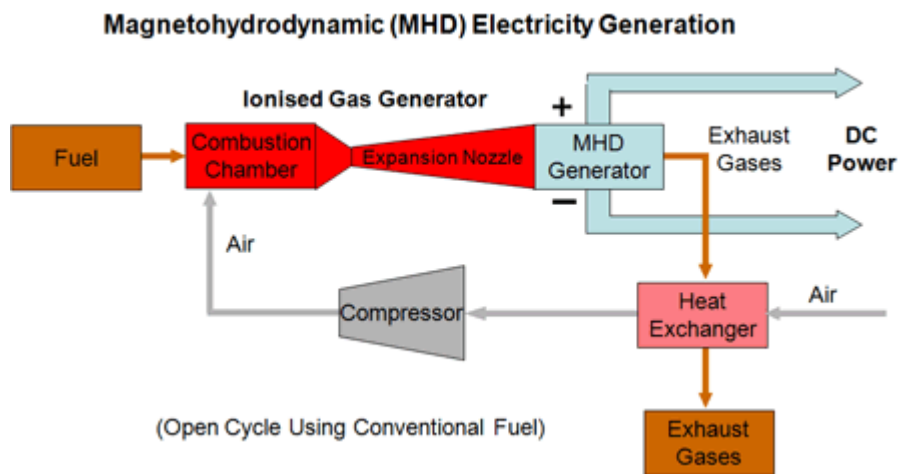 Magnetohydrodynamic (MHD) Electricity Generation
Ionised Gas Generator
Fuel
Combustion
Chamber
Expansion Nozzle
+
MHD
Generator
−
Exhaust
Gases
DC
Power
Air
Compressor
Heat
Exchanger
Air
(Open Cycle Using Conventional Fuel)
Exhaust
Gases